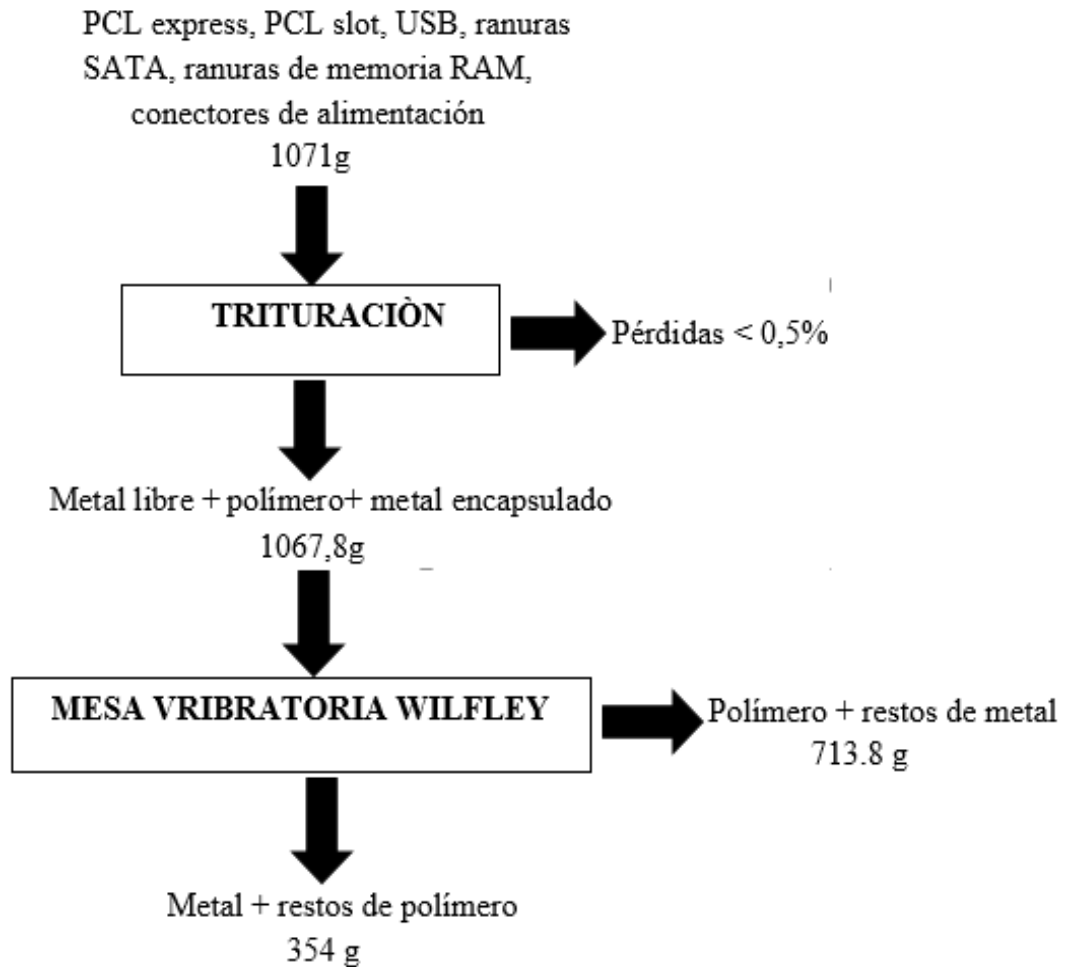 PCL express, PCL slot, USB, ranuras
SATA, ranuras de memoria RAM,
conectores de alimentación
1071g
TRITURACIÒN
Pérdidas < 0,5%
Metal libre + polímero+ metal encapsulado
1067,8g
MESA VRIBRATORIA WILFLEY
Polímero + restos de metal
713.8 g
Metal + restos de polímero
354 g